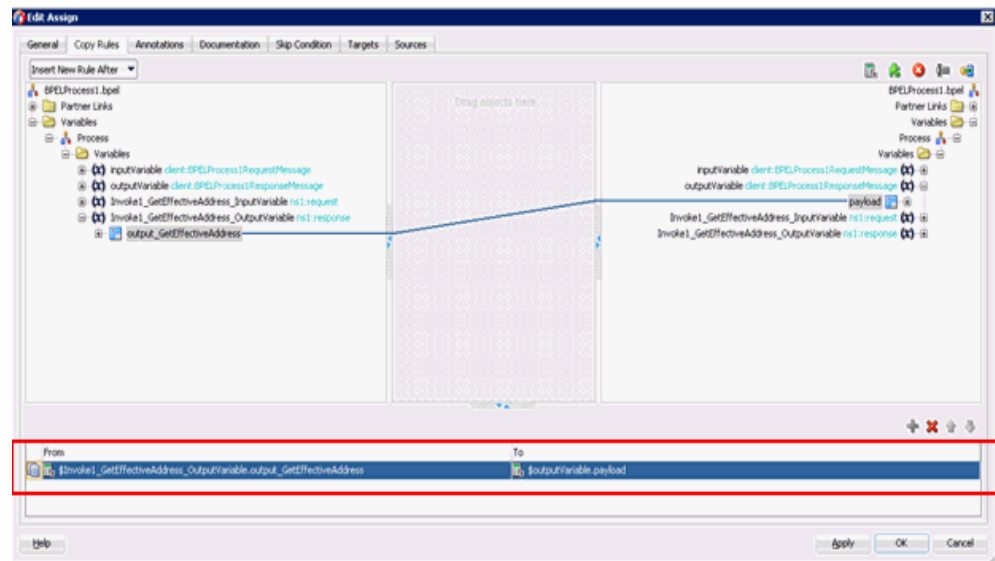 Edit Assign
General Copy Rules Annotations Documentation Skip Condition Targets Sources
Insert New Rule After
BPELProcess1.bpel
Partner Links
Variables
Process
Variables
inputVariable client:BPELProcess1RequestMessage
outputVariable client:BPELProcess1ResponseMessage
Invoke1_GetEffectiveAddress_InputVariable ns1:request
Invoke1_GetEffectiveAddress_OutputVariable ns1:response
output_GetEffectiveAddress
Drag objects here
BPELProcess1.bpel
Partner Links
Variables
Process
Variables
inputVariable client:BPELProcess1RequestMessage
outputVariable client:BPELProcess1ResponseMessage
payload
Invoke1_GetEffectiveAddress_InputVariable ns1:request
Invoke1_GetEffectiveAddress_OutputVariable ns1:response
From To
$Invoke1_GetEffectiveAddress_OutputVariable.output_GetEffectiveAddress $outputVariable.payload
Help Apply OK Cancel